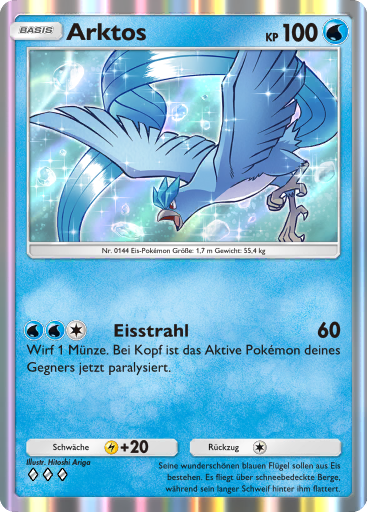 BASIS Arktos KP 100
Nr. 0144 Eis-Pokémon Größe: 1,7 m Gewicht: 55,4 kg
Eisstrahl 60
Wirf 1 Münze. Bei Kopf ist das Aktive Pokémon deines
Gegners jetzt paralysiert.
Schwäche +20 Rückzug
Illustr. Hitoshi Ariga
Seine wunderschönen blauen Flügel sollen aus Eis
bestehen. Es fliegt über schneebedeckte Berge,
während sein langer Schweif hinter ihm flattert.